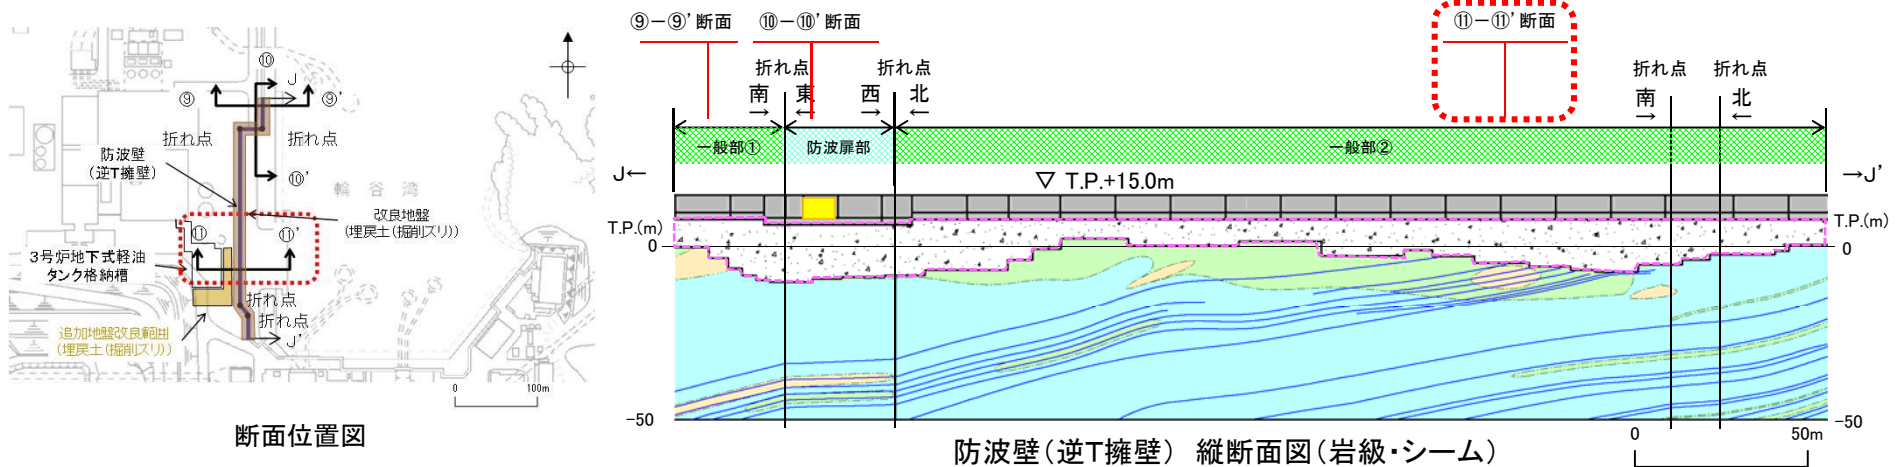 ⑩
J
⑨
⑨'
折れ点
折れ点
防波壁
(逆T擁壁)
⑩'
輪谷湾
改良地盤
(埋戻土(掘削ズリ))
⑪
⑪'
3号炉地下式軽油
タンク格納槽
折れ点
折れ点
追加地盤改良範囲
(埋戻土(掘削ズリ))
J'
0 100m
断面位置図
⑨-⑨'断面
⑩-⑩'断面
⑪-⑪'断面
折れ点
折れ点
折れ点
折れ点
南 東 西 北 南 北
→ ← → ← → ←
一般部①
防波扉部
一般部②
J←
→J'
▽ T.P.+15.0m
T.P.(m)
T.P.(m)
0
0
-50
-50
防波壁(逆T擁壁) 縦断面図(岩級・シーム)
0 50m